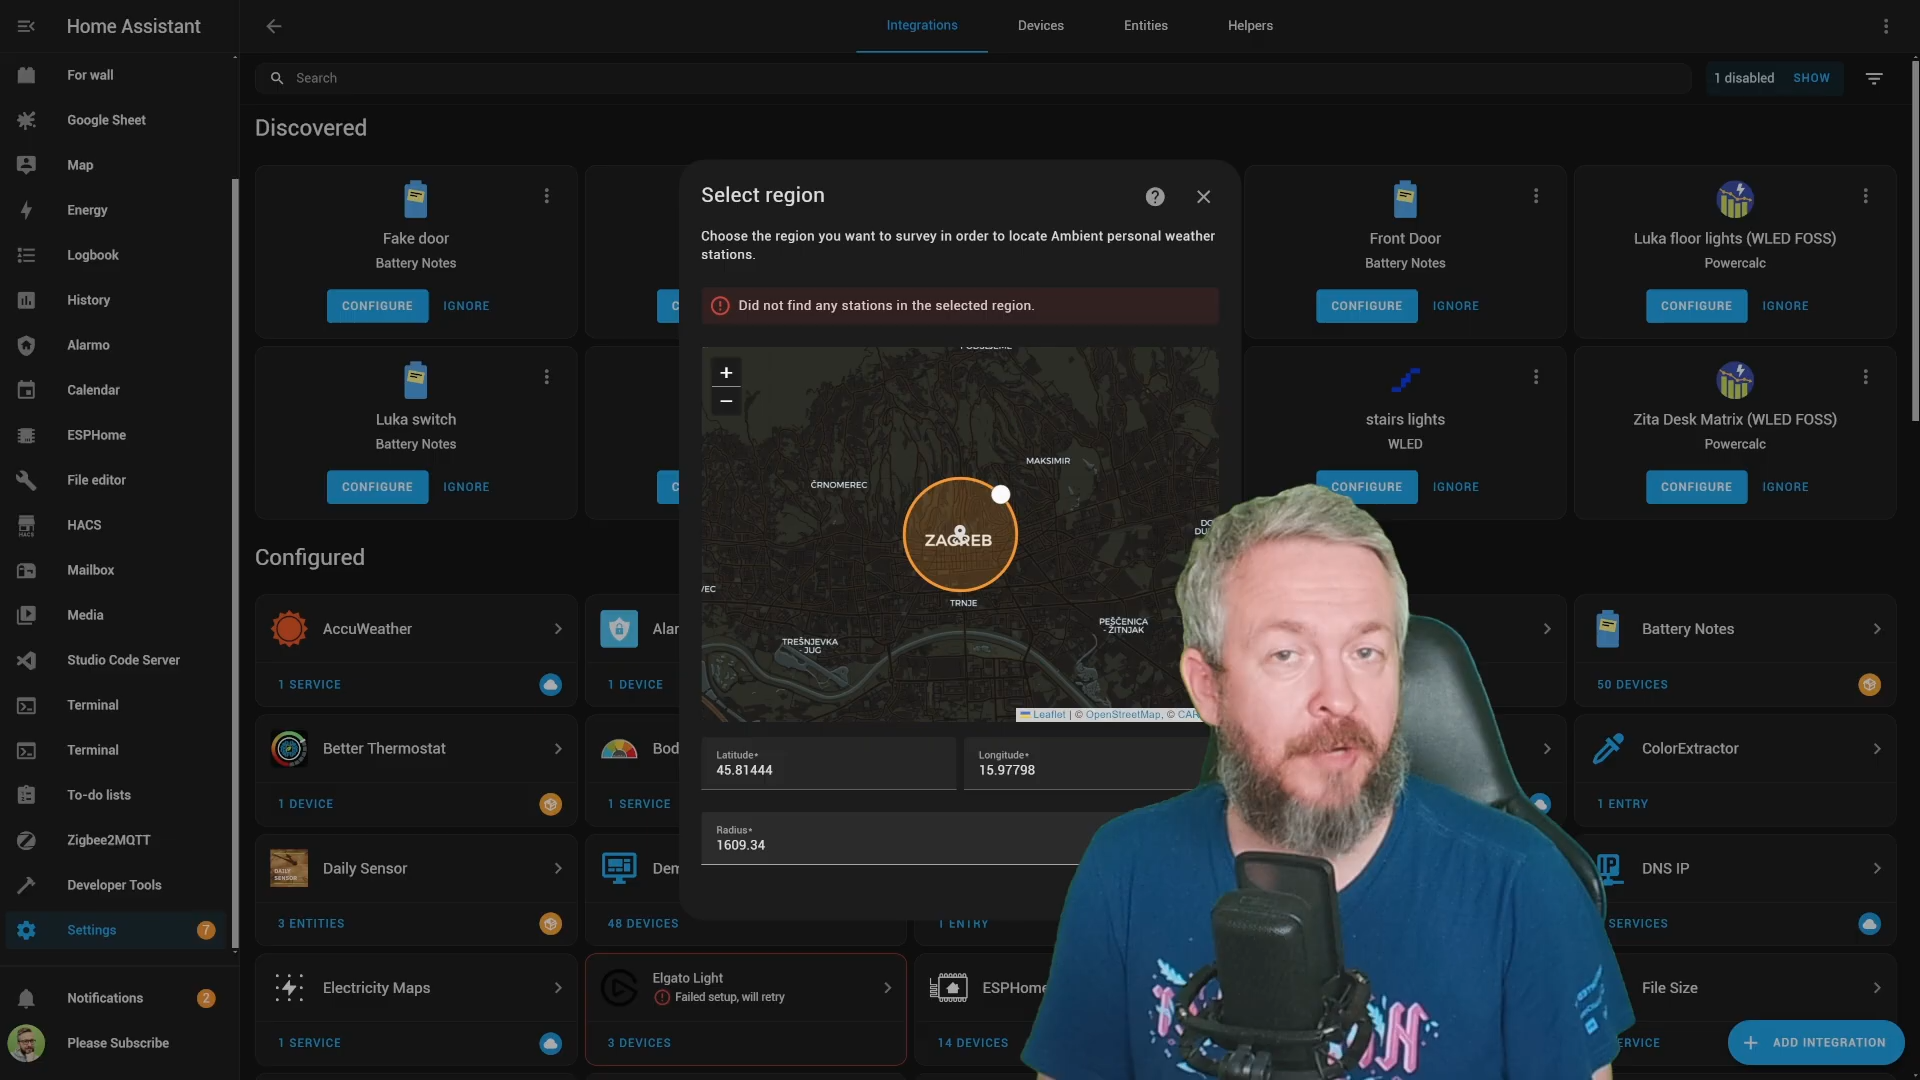 Home Assistant
For wall
Google Sheet
Map
Energy
Logbook
History
Alarmo
Calendar
ESPHome
File editor
HACS
HACS
Mailbox
Media
Studio Code Server
Terminal
Terminal
To-do lists
Zigbee2MQTT
Developer Tools
Settings 7
Notifications 2
Please Subscribe
Integrations Devices Entities Helpers
Search
1 disabled SHOW
Discovered
Fake door
Battery Notes
CONFIGURE IGNORE
Front Door
Battery Notes
CONFIGURE IGNORE
Luka floor lights (WLED FOSS)
Powercalc
CONFIGURE IGNORE
Luka switch
Battery Notes
CONFIGURE IGNORE
stairs lights
WLED
CONFIGURE IGNORE
Zita Desk Matrix (WLED FOSS)
Powercalc
CONFIGURE IGNORE
Select region
Choose the region you want to survey in order to locate Ambient personal weather
stations.
Did not find any stations in the selected region.
+
−
MAKSIMIR
ČRNOMEREC
ZAGREB
TRNJE
PEŠČENICA
- ŽITNJAK
TREŠNJEVKA
- JUG
Leaflet | © OpenStreetMap, © CAR
Latitude*
45.81444
Longitude*
15.97798
Radius*
1609.34
Configured
AccuWeather
1 SERVICE
Alar
1 DEVICE
Battery Notes
50 DEVICES
Better Thermostat
1 DEVICE
Bod
1 SERVICE
ColorExtractor
1 ENTRY
DAILY
SENSOR
Daily Sensor
3 ENTITIES
Dem
48 DEVICES
1 ENTRY
IP
DNS IP
SERVICES
Electricity Maps
1 SERVICE
Elgato Light
Failed setup, will retry
3 DEVICES
ESPHome
14 DEVICES
File Size
ERVICE
+ ADD INTEGRATION